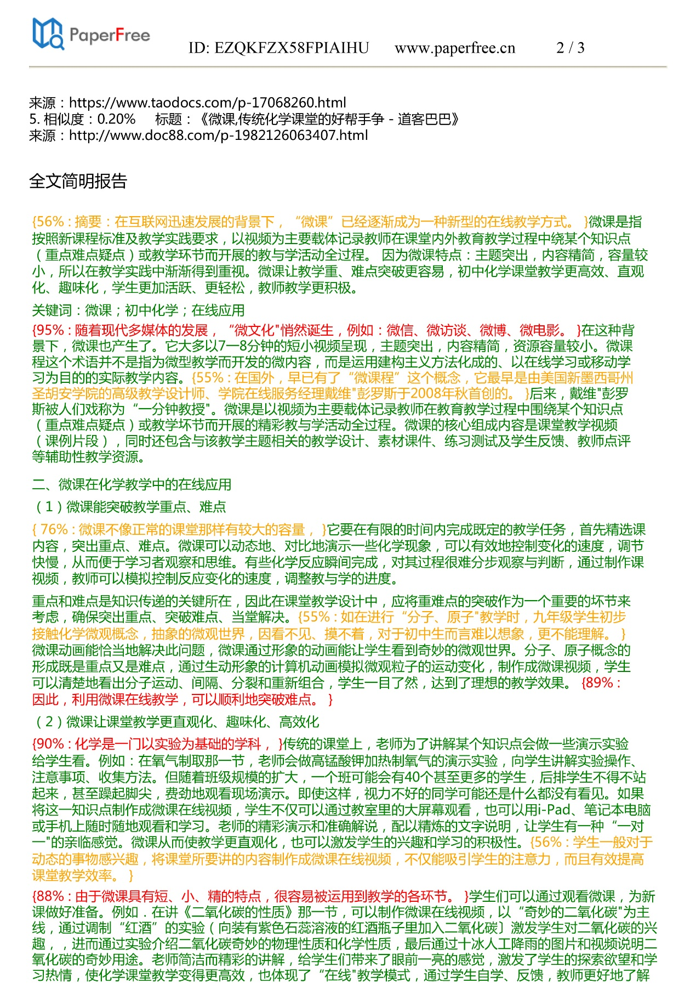 PaperFree
ID: EZQKFZX58FPIAIHU www.paperfree.cn 2 / 3
来源：https://www.taodocs.com/p-17068260.html
5. 相似度：0.20% 标题：《微课,传统化学课堂的好帮手争 - 道客巴巴》
来源：http://www.doc88.com/p-1982126063407.html
全文简明报告
{56% : 摘要：在互联网迅速发展的背景下，“微课”已经逐渐成为一种新型的在线教学方式。 }微课是指
按照新课程标准及教学实践要求，以视频为主要载体记录教师在课堂内外教育教学过程中绕某个知识点
（重点难点疑点）或教学环节而开展的教与学活动全过程。 因为微课特点：主题突出，内容精简，容量较
小，所以在教学实践中渐渐得到重视。微课让教学重、难点突破更容易，初中化学课堂教学更高效、直观
化、趣味化，学生更加活跃、更轻松，教师教学更积极。
关键词：微课；初中化学；在线应用
{95% : 随着现代多媒体的发展，“微文化"悄然诞生，例如：微信、微访谈、微博、微电影。 }在这种背
景下，微课也产生了。它大多以7一8分钟的短小视频呈现，主题突出，内容精简，资源容量较小。微课
程这个术语并不是指为微型教学而开发的微内容，而是运用建构主义方法化成的、以在线学习或移动学
习为目的的实际教学内容。{55% : 在国外，早已有了“微课程”这个概念，它最早是由美国新墨西哥州
圣胡安学院的高级教学设计师、学院在线服务经理戴维"彭罗斯于2008年秋首创的。 }后来，戴维"彭罗
斯被人们戏称为“一分钟教授"。微课是以视频为主要载体记录教师在教育教学过程中围绕某个知识点
（重点难点疑点）或教学坏节而开展的精彩教与学活动全过程。微课的核心组成内容是课堂教学视频
（课例片段），同时还包含与该教学主题相关的教学设计、素材课件、练习测试及学生反馈、教师点评
等辅助性教学资源。
二、微课在化学教学中的在线应用
（1）微课能突破教学重点、难点
{ 76% : 微课不像正常的课堂那样有较大的容量， }它要在有限的时间内完成既定的教学任务，首先精选课
内容，突出重点、难点。微课可以动态地、对比地演示一些化学现象，可以有效地控制变化的速度，调节
快慢，从而便于学习者观察和思维。有些化学反应瞬间完成，对其过程很难分步观察与判断，通过制作课
视频，教师可以模拟控制反应变化的速度，调整教与学的进度。
重点和难点是知识传递的关键所在，因此在课堂教学设计中，应将重难点的突破作为一个重要的坏节来
考虑，确保突出重点、突破难点、当堂解决。{55% : 如在进行“分子、原子"教学时，九年级学生初步
接触化学微观概念，抽象的微观世界，因看不见、摸不着，对于初中生而言难以想象，更不能理解。 }
微课动画能恰当地解决此问题，微课通过形象的动画能让学生看到奇妙的微观世界。分子、原子概念的
形成既是重点又是难点，通过生动形象的计算机动画模拟微观粒子的运动变化，制作成微课视频，学生
可以清楚地看出分子运动、间隔、分裂和重新组合，学生一目了然，达到了理想的教学效果。 {89% :
因此，利用微课在线教学，可以顺利地突破难点。 }
（2）微课让课堂教学更直观化、趣味化、高效化
{90% : 化学是一门以实验为基础的学科， }传统的课堂上，老师为了讲解某个知识点会做一些演示实验
给学生看。例如：在氧气制取那一节，老师会做高锰酸钾加热制氧气的演示实验，向学生讲解实验操作、
注意事项、收集方法。但随着班级规模的扩大，一个班可能会有40个甚至更多的学生，后排学生不得不站
起来，甚至躁起脚尖，费劲地观看现场演示。即使这样，视力不好的同学可能还是什么都没有看见。如果
将这一知识点制作成微课在线视频，学生不仅可以通过教室里的大屏幕观看，也可以用i-Pad、笔记本电脑
或手机上随时随地观看和学习。老师的精彩演示和准确解说，配以精炼的文字说明，让学生有一种“一对
一"的亲临感觉。微课从而使教学更直观化，也可以激发学生的兴趣和学习的积极性。{56% : 学生一般对于
动态的事物感兴趣，将课堂所要讲的内容制作成微课在线视频，不仅能吸引学生的注意力，而且有效提高
课堂教学效率。 }
{88% : 由于微课具有短、小、精的特点，很容易被运用到教学的各环节。 }学生们可以通过观看微课，为新
课做好准备。例如．在讲《二氧化碳的性质》那一节，可以制作微课在线视频，以“奇妙的二氧化碳"为主
线，通过调制“红酒”的实验（向装有紫色石蕊溶液的红酒瓶子里加入二氧化碳〕激发学生对二氧化碳的兴
趣，，进而通过实验介绍二氧化碳奇妙的物理性质和化学性质，最后通过十冰人工降雨的图片和视频说明二
氧化碳的奇妙用途。老师简洁而精彩的讲解，给学生们带来了眼前一亮的感觉，激发了学生的探索欲望和学
习热情，使化学课堂教学变得更高效，也体现了“在线"教学模式，通过学生自学、反馈，教师更好地了解